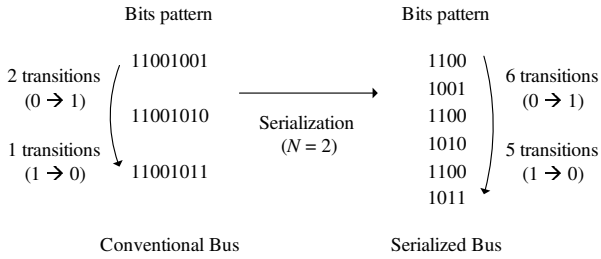 Bits pattern
Bits pattern
2 transitions
(0 → 1)
1 transitions
(1 → 0)
11001001
11001010
11001011
Serialization
(N = 2)
1100
1001
1100
1010
1100
1011
6 transitions
(0 → 1)
5 transitions
(1 → 0)
Conventional Bus
Serialized Bus